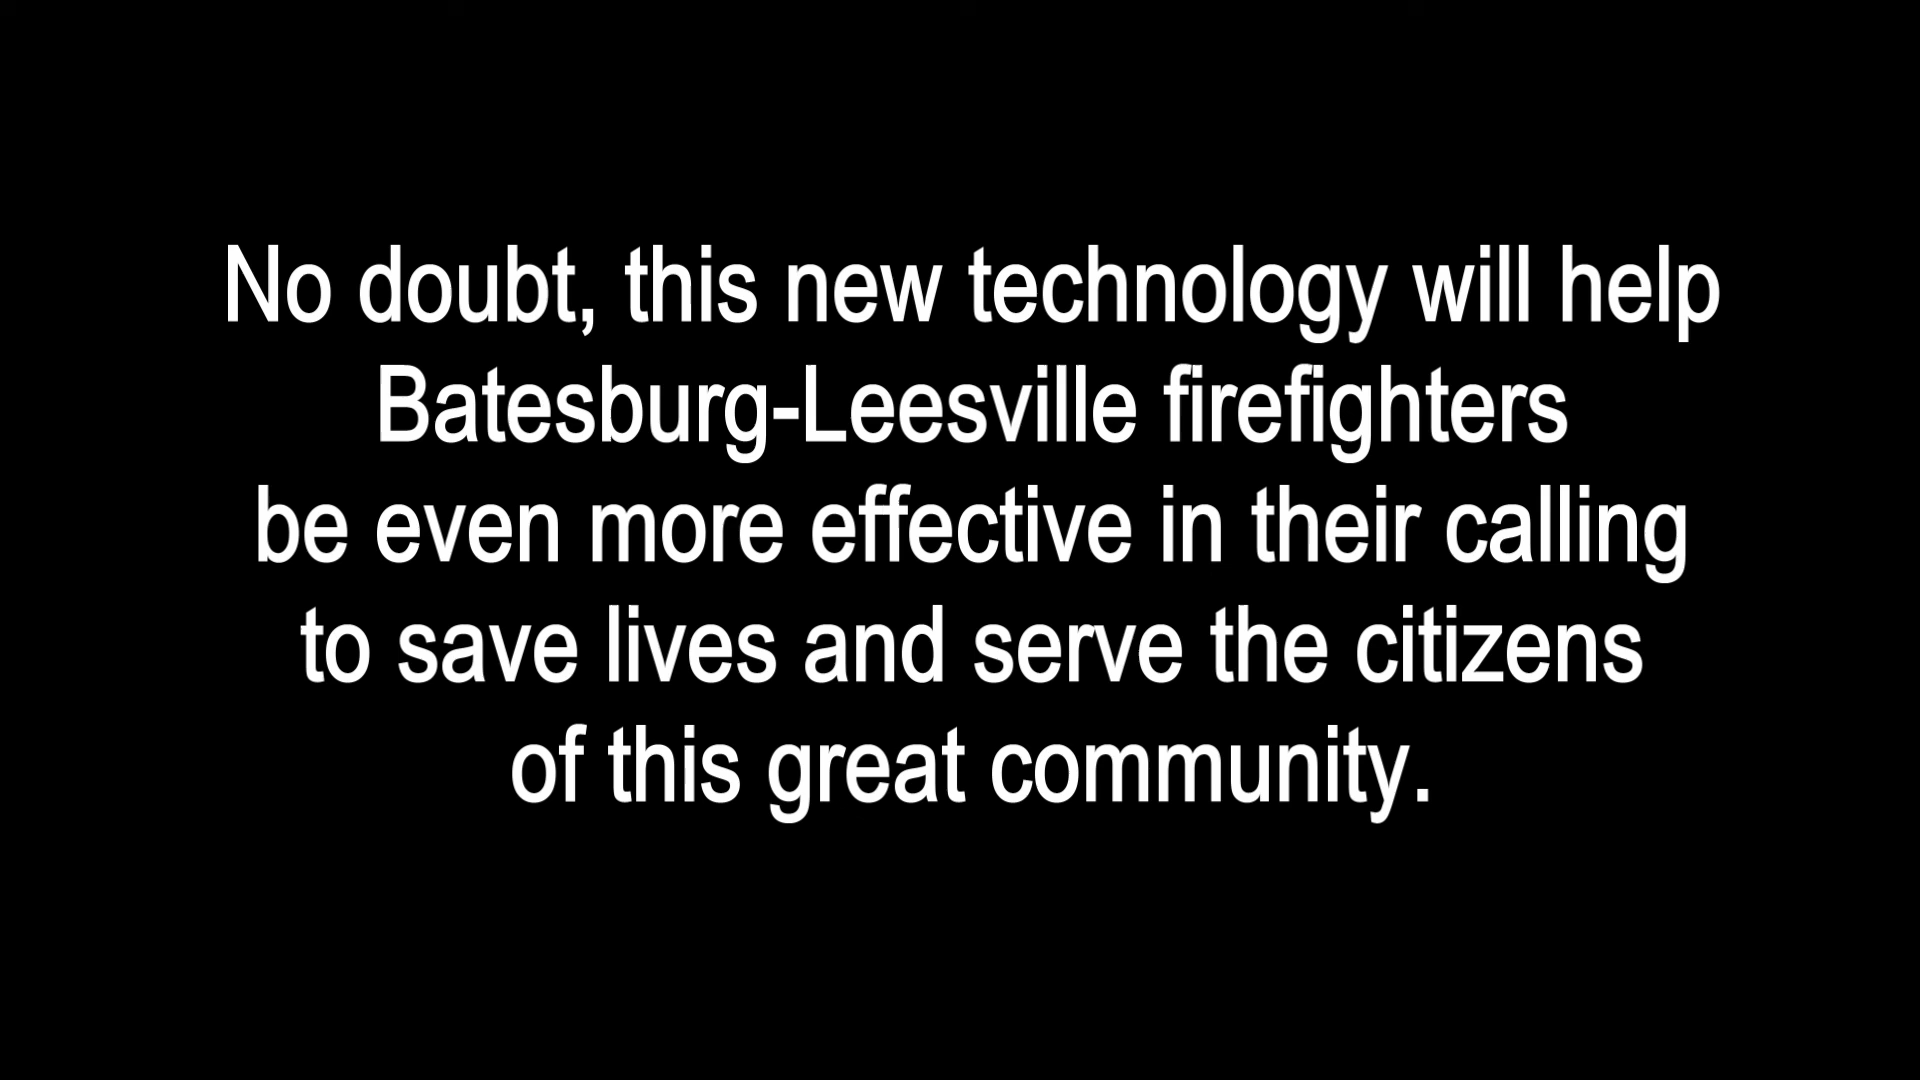 No doubt, this new technology will help
Batesburg-Leesville firefighters
be even more effective in their calling
to save lives and serve the citizens
of this great community.